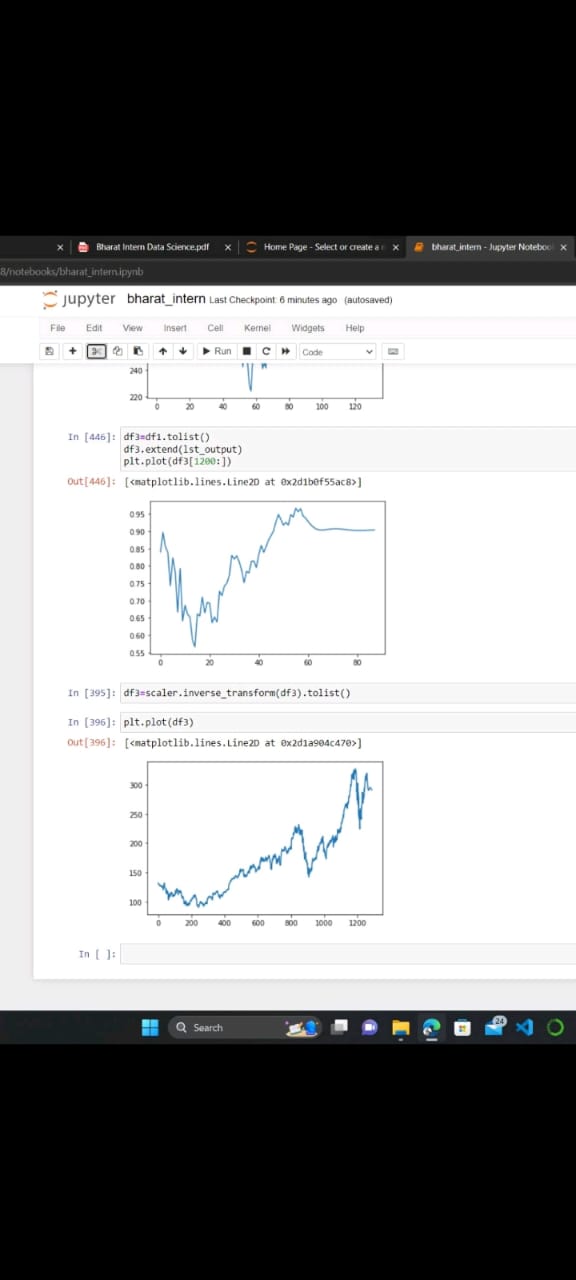 Bharat Intern Data Science.pdf
Home Page - Select or create a n
bharat_intern - Jupyter Noteboo
8/notebooks/bharat_intern.ipynb
jupyter bharat_intern Last Checkpoint: 6 minutes ago (autosaved)
File Edit View Insert Cell Kernel Widgets Help
Run Code
240
220
0 20 40 60 80 100 120
In [446]: df3=df1.tolist()
df3.extend(lst_output)
plt.plot(df3[1200:])
Out[446]: [<matplotlib.lines.Line2D at 0x2d1b0f55ac8>]
0.95
0.90
0.85
0.80
0.75
0.70
0.65
0.60
0.55
0 20 40 60 80
In [395]: df3=scaler.inverse_transform(df3).tolist()
In [396]: plt.plot(df3)
Out[396]: [<matplotlib.lines.Line2D at 0x2d1a904c470>]
300
250
200
150
100
0 200 400 600 800 1000 1200
In [ ]:
Search
24